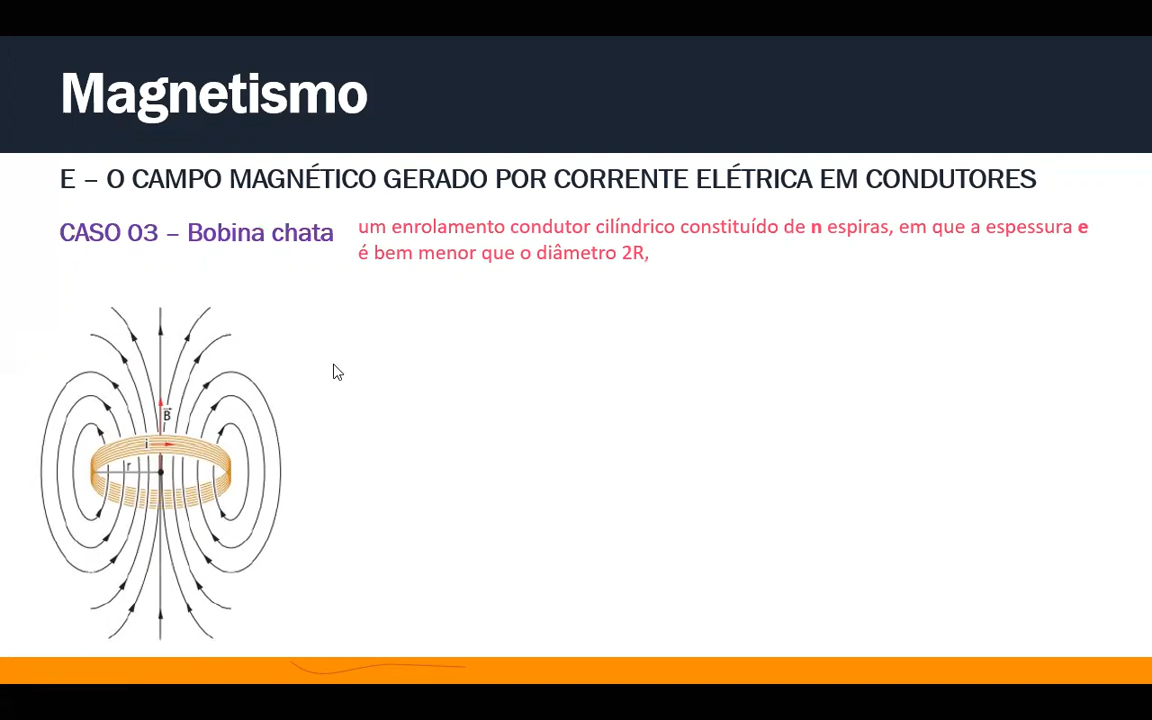 Magnetismo
E – O CAMPO MAGNÉTICO GERADO POR CORRENTE ELÉTRICA EM CONDUTORES
CASO 03 – Bobina chata
um enrolamento condutor cilíndrico constituído de n espiras, em que a espessura e
é bem menor que o diâmetro 2R,
B
i
r